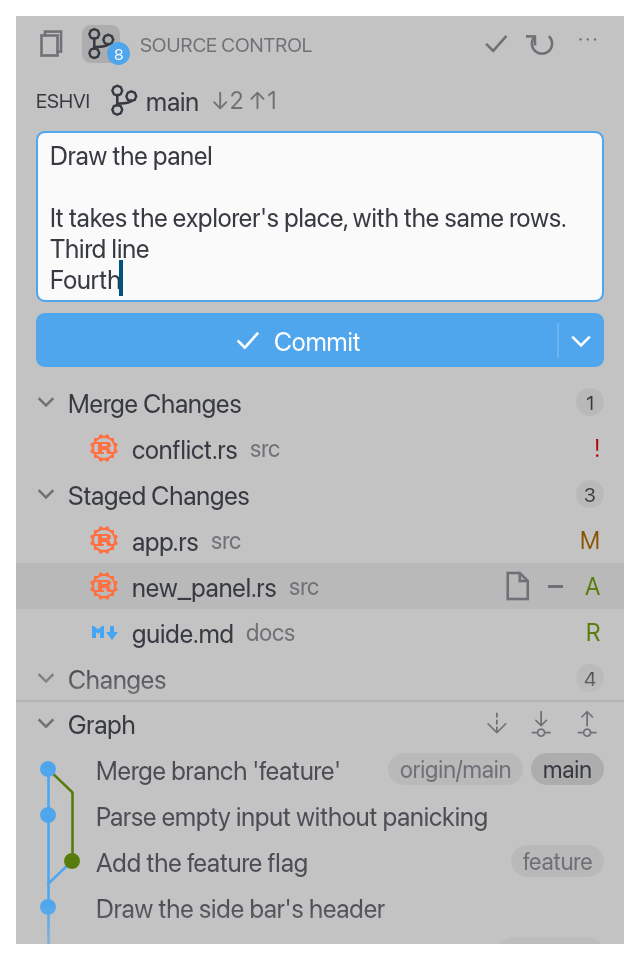 8 SOURCE CONTROL
ESHVI main ↓2 ↑1
Draw the panel
It takes the explorer's place, with the same rows.
Third line
Fourth
Commit
Merge Changes 1
conflict.rs src !
Staged Changes 3
app.rs src M
new_panel.rs src A
guide.md docs R
Changes 4
Graph
Merge branch 'feature' origin/main main
Parse empty input without panicking
Add the feature flag feature
Draw the side bar's header